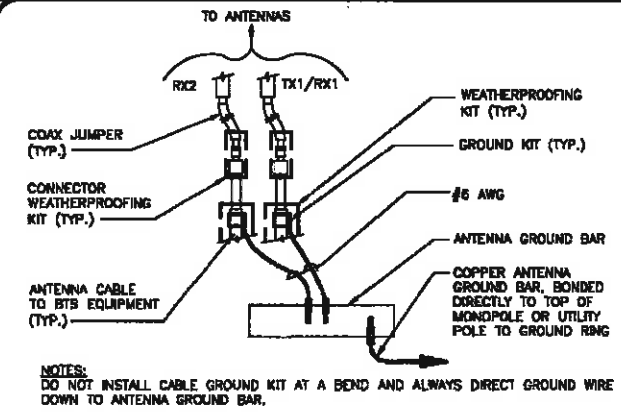 TO ANTENNAS
RX2
TX1/RX1
COAX JUMPER
(TYP.)
CONNECTOR
WEATHERPROOFING
KIT (TYP.)
ANTENNA CABLE
TO BTS EQUIPMENT
(TYP.)
WEATHERPROOFING
KIT (TYP.)
GROUND KIT (TYP.)
#6 AWG
ANTENNA GROUND BAR
COPPER ANTENNA
GROUND BAR, BONDED
DIRECTLY TO TOP OF
MONOPOLE OR UTILITY
POLE TO GROUND RING
NOTES:
DO NOT INSTALL CABLE GROUND KIT AT A BEND AND ALWAYS DIRECT GROUND WIRE
DOWN TO ANTENNA GROUND BAR.